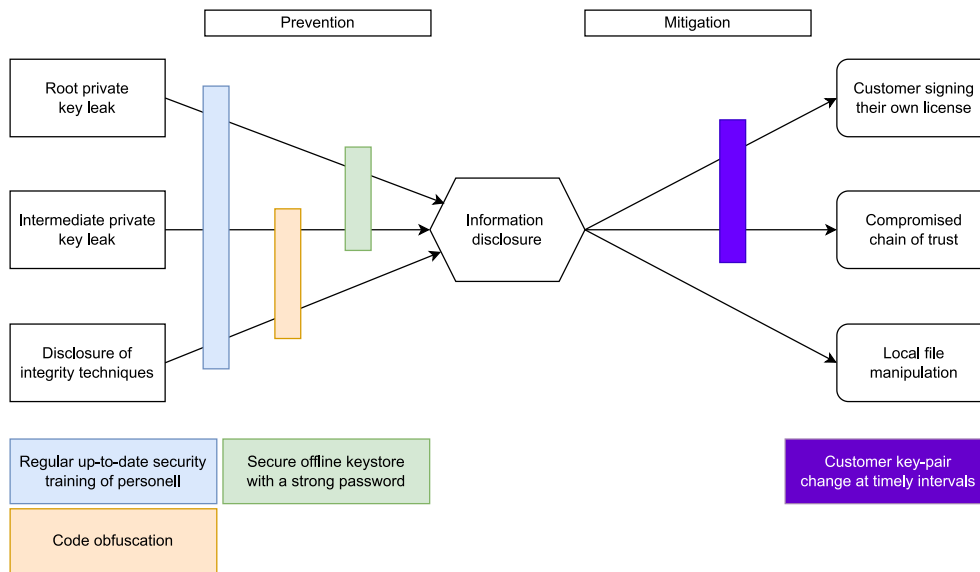 Prevention
Mitigation
Root private
key leak
Customer signing
their own license
Intermediate private
key leak
Information
disclosure
Compromised
chain of trust
Disclosure of
integrity techniques
Local file
manipulation
Regular up-to-date security
training of personell
Secure offline keystore
with a strong password
Customer key-pair
change at timely intervals
Code obfuscation